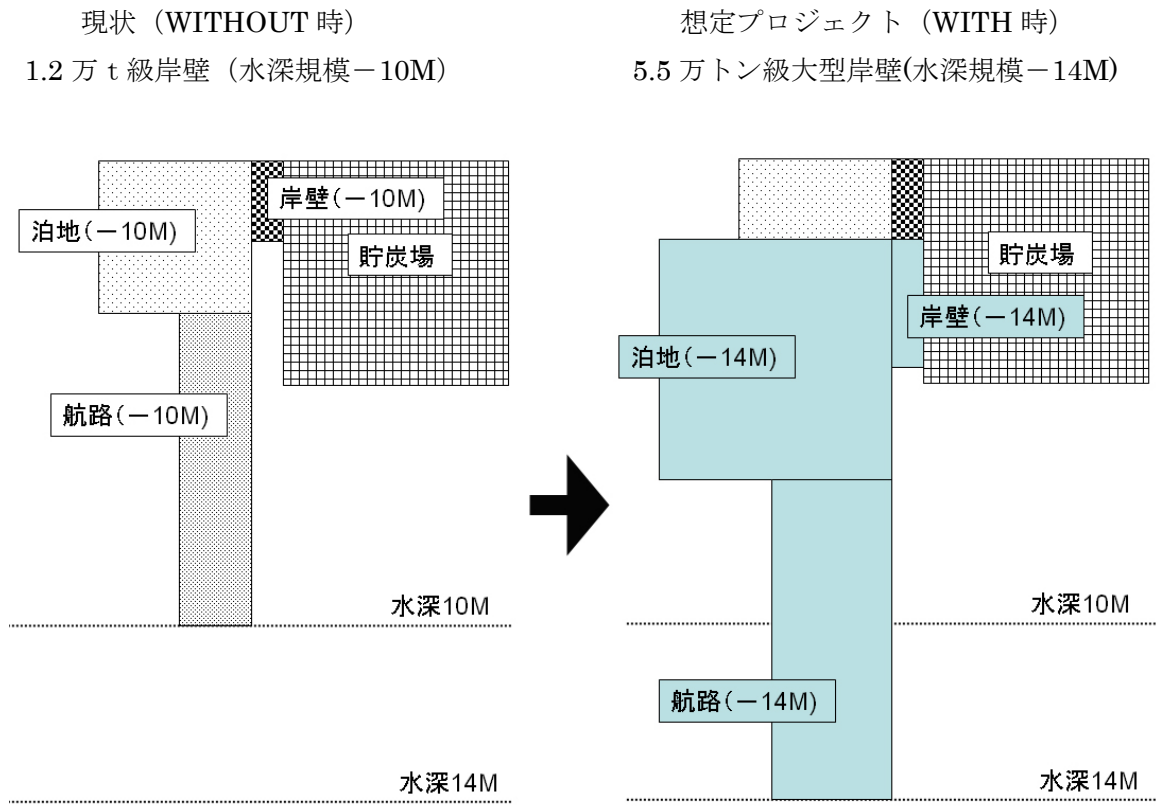 現状（WITHOUT 時）
1.2 万ｔ級岸壁（水深規模－10M）
想定プロジェクト（WITH 時）
5.5 万トン級大型岸壁(水深規模－14M)
岸壁(－10M)
泊地(－10M)
貯炭場
航路(－10M)
水深10M
水深14M
貯炭場
岸壁(－14M)
泊地(－14M)
水深10M
航路(－14M)
水深14M